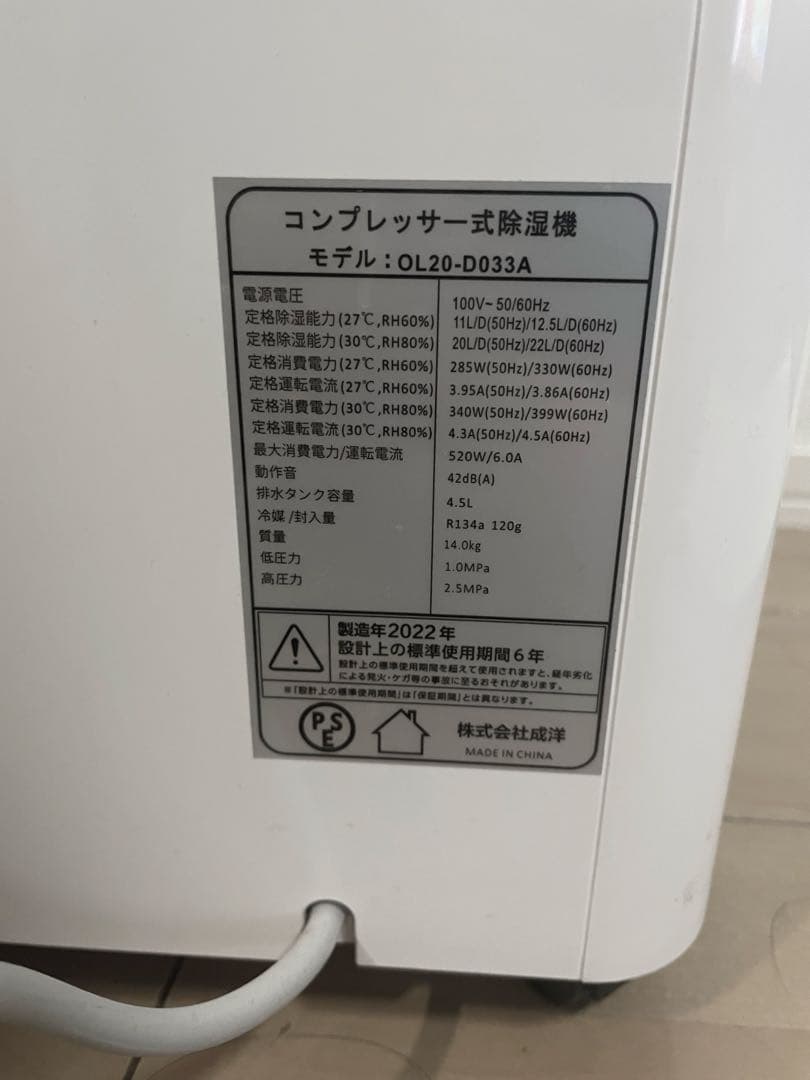 コンプレッサー式除湿機
モデル：OL20-D033A
電源電圧 100V~ 50/60Hz
定格除湿能力(27℃,RH60%) 11L/D(50Hz)/12.5L/D(60Hz)
定格除湿能力(30℃,RH80%) 20L/D(50Hz)/22L/D(60Hz)
定格消費電力(27℃,RH60%) 285W(50Hz)/330W(60Hz)
定格運転電流(27℃,RH60%) 3.95A(50Hz)/3.86A(60Hz)
定格消費電力(30℃,RH80%) 340W(50Hz)/399W(60Hz)
定格運転電流(30℃,RH80%) 4.3A(50Hz)/4.5A(60Hz)
最大消費電力/運転電流 520W/6.0A
動作音 42dB(A)
排水タンク容量 4.5L
冷媒/封入量 R134a 120g
質量 14.0kg
低圧力 1.0MPa
高圧力 2.5MPa
製造年2022年
設計上の標準使用期間6年
設計上の標準使用期間を超えて使用されますと、経年劣化
による発火・ケガ等の事故に至るおそれがあります。
※「設計上の標準使用期間」は「保証期間」とは異なります。
PSE
株式会社成洋
MADE IN CHINA